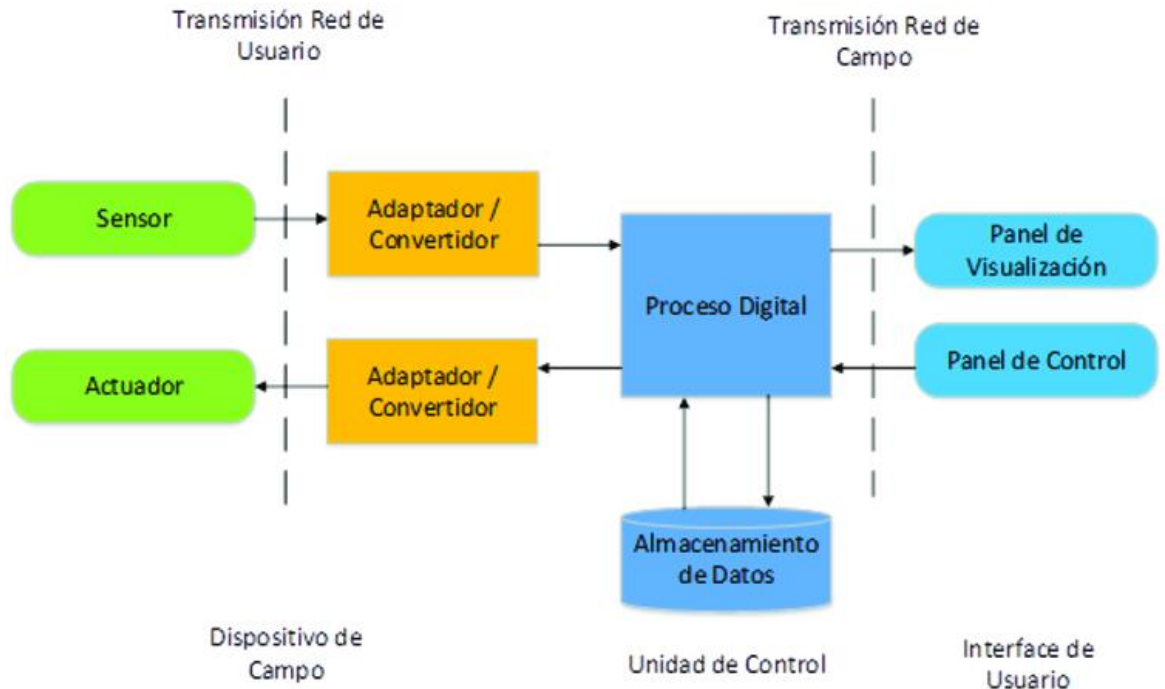 Transmisión Red de
Usuario
Transmisión Red de
Campo
Sensor
Adaptador /
Convertidor
Proceso Digital
Panel de
Visualización
Actuador
Adaptador /
Convertidor
Panel de Control
Almacenamiento
de Datos
Dispositivo de
Campo
Unidad de Control
Interface de
Usuario